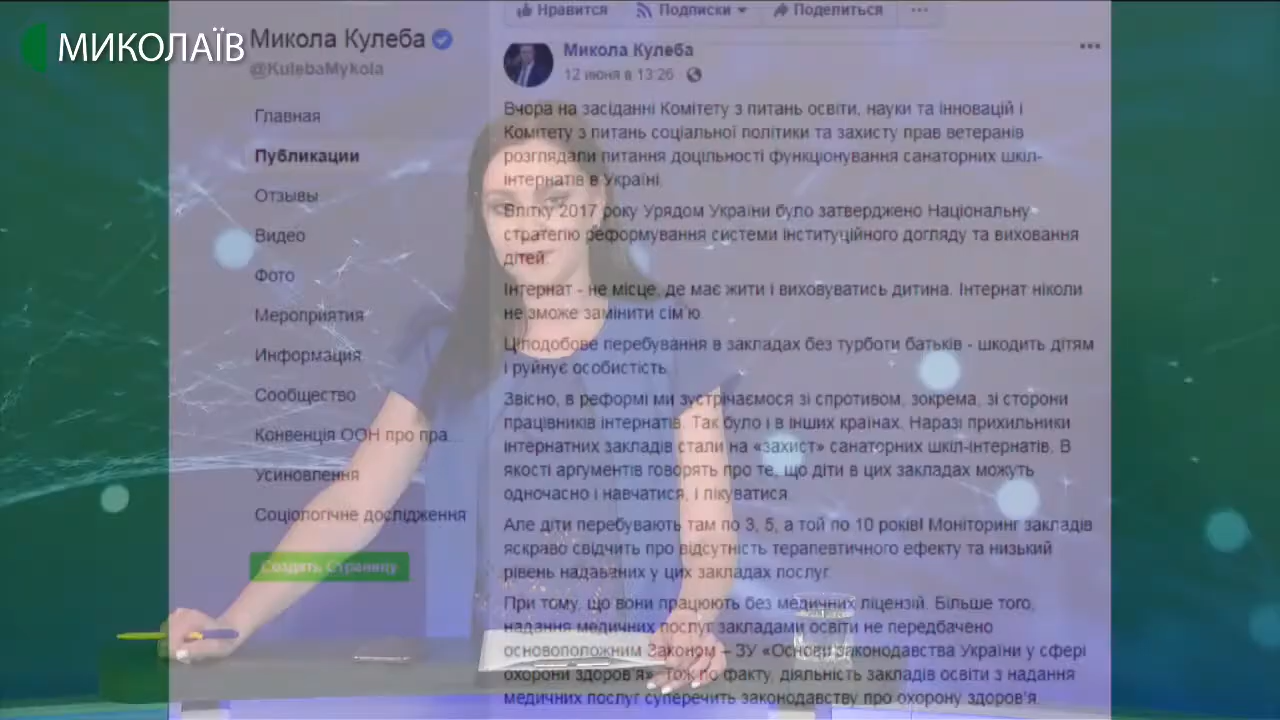 МИКОЛАЇВ
Микола Кулеба
@KulebaMykola
Главная
Публикации
Отзывы
Видео
Фото
Мероприятия
Информация
Сообщество
Конвенція ООН про пра...
Усиновлення
Соціологічне дослідження
Создать Страницу
Нравится
Подписки
Поделиться
Микола Кулеба
12 июня в 13:26
Вчора на засіданні Комітету з питань освіти, науки та інновацій і
Комітету з питань соціальної політики та захисту прав ветеранів
розглядали питання доцільності функціонування санаторних шкіл-
інтернатів в Україні.
Влітку 2017 року Урядом України було затверджено Національну
стратегію реформування системи інституційного догляду та виховання
дітей.
Інтернат - не місце, де має жити і виховуватись дитина. Інтернат ніколи
не зможе замінити сім'ю.
Цілодобове перебування в закладах без турботи батьків - шкодить дітям
і руйнує особистість.
Звісно, в реформі ми зустрічаємося зі спротивом, зокрема, зі сторони
працівників інтернатів. Так було і в інших країнах. Наразі прихильники
інтернатних закладів стали на «захист» санаторних шкіл-інтернатів. В
якості аргументів говорять про те, що діти в цих закладах можуть
одночасно і навчатися, і лікуватися.
Але діти перебувають там по 3, 5, а той по 10 років! Моніторинг закладів
яскраво свідчить про відсутність терапевтичного ефекту та низький
рівень надаваних у цих закладах послуг.
При тому, що вони працюють без медичних ліцензій. Більше того,
надання медичних послуг закладами освіти не передбачено
основоположним Законом – ЗУ «Основи законодавства України у сфері
охорони здоров'я», тож по факту, діяльність закладів освіти з надання
медичних послуг суперечить законодавству про охорону здоров'я.